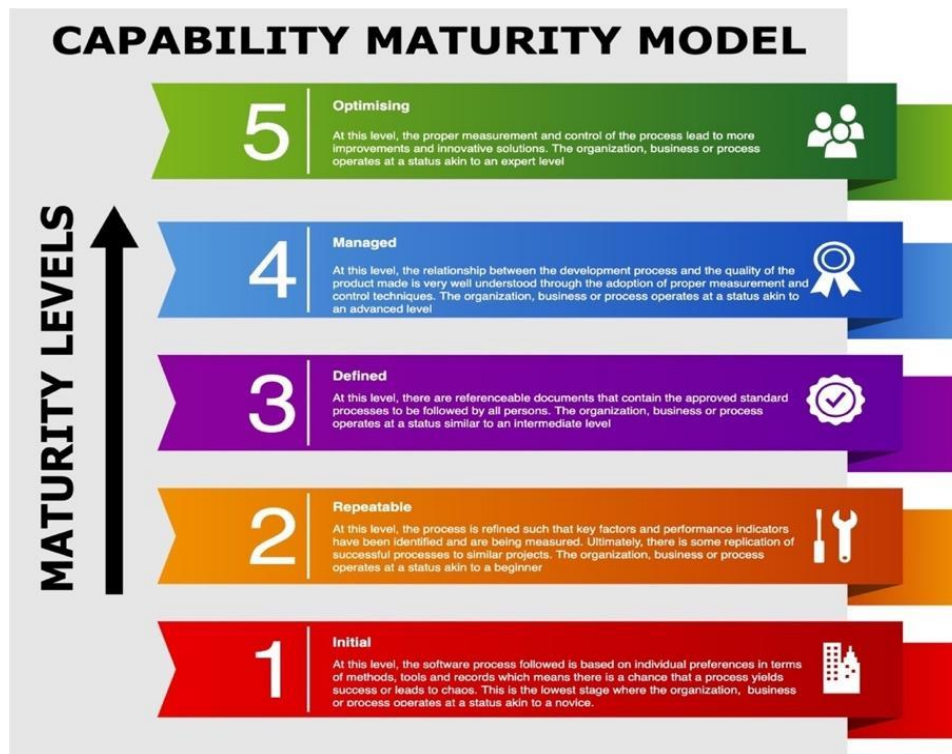 CAPABILITY MATURITY MODEL
MATURITY LEVELS
5
Optimising
At this level, the proper measurement and control of the process lead to more
improvements and innovative solutions. The organization, business or process
operates at a status akin to an expert level
4
Managed
At this level, the relationship between the development process and the quality of the
product made is very well understood through the adoption of proper measurement and
control techniques. The organization, business or process operates at a status akin to
an advanced level
3
Defined
At this level, there are referenceable documents that contain the approved standard
processes to be followed by all persons. The organization, business or process
operates at a status similar to an intermediate level
2
Repeatable
At this level, the process is refined such that key factors and performance indicators
have been identified and are being measured. Ultimately, there is some replication of
successful processes to similar projects. The organization, business or process
operates at a status akin to a beginner
1
Initial
At this level, the software process followed is based on individual preferences in terms
of methods, tools and records which means there is a chance that a process yields
success or leads to chaos. This is the lowest stage where the organization, business
or process operates at a status akin to a novice.